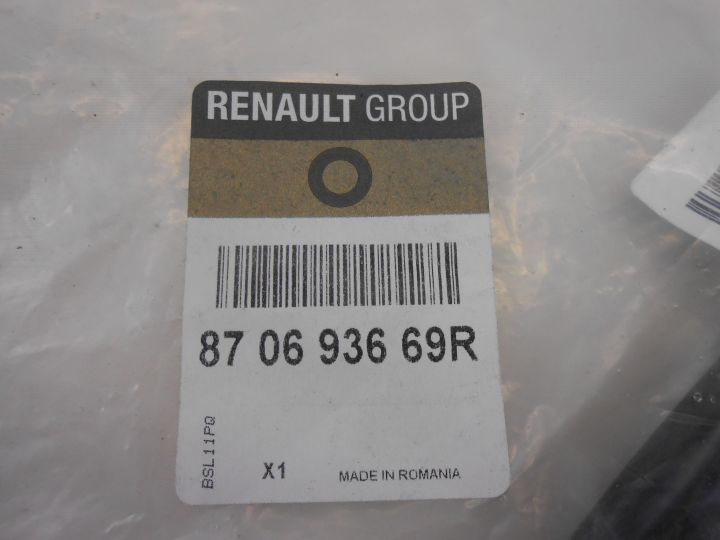 RENAULT GROUP
87 06 936 69R
BSL11PQ
X1 MADE IN ROMANIA